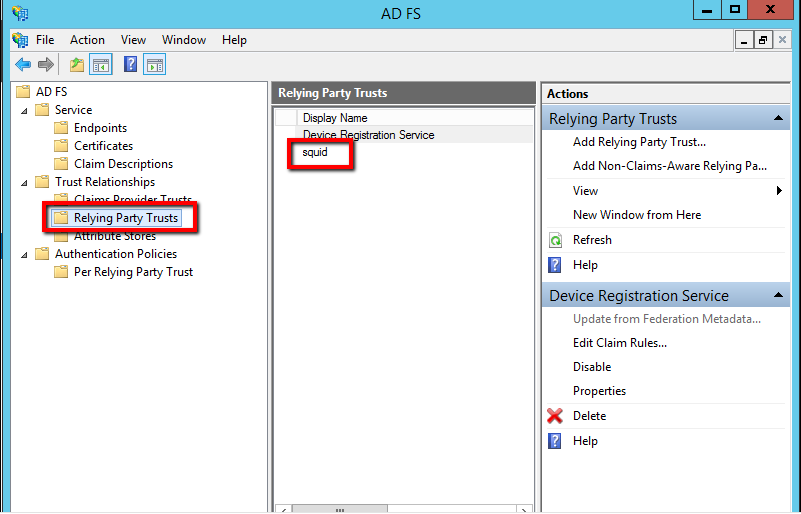 AD FS
File Action View Window Help
AD FS
Service
Endpoints
Certificates
Claim Descriptions
Trust Relationships
Claims Provider Trusts
Relying Party Trusts
Attribute Stores
Authentication Policies
Per Relying Party Trust
Relying Party Trusts
Display Name
Device Registration Service
squid
Actions
Relying Party Trusts
Add Relying Party Trust...
Add Non-Claims-Aware Relying Pa...
View
New Window from Here
Refresh
Help
Device Registration Service
Update from Federation Metadata...
Edit Claim Rules...
Disable
Properties
Delete
Help